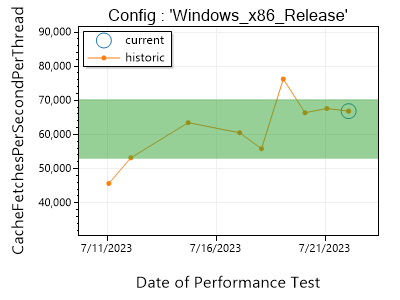 Config : 'Windows_x86_Release'
current
historic
CacheFetchesPerSecondPerThread
90,000
80,000
70,000
60,000
50,000
40,000
7/11/2023
7/16/2023
7/21/2023
Date of Performance Test